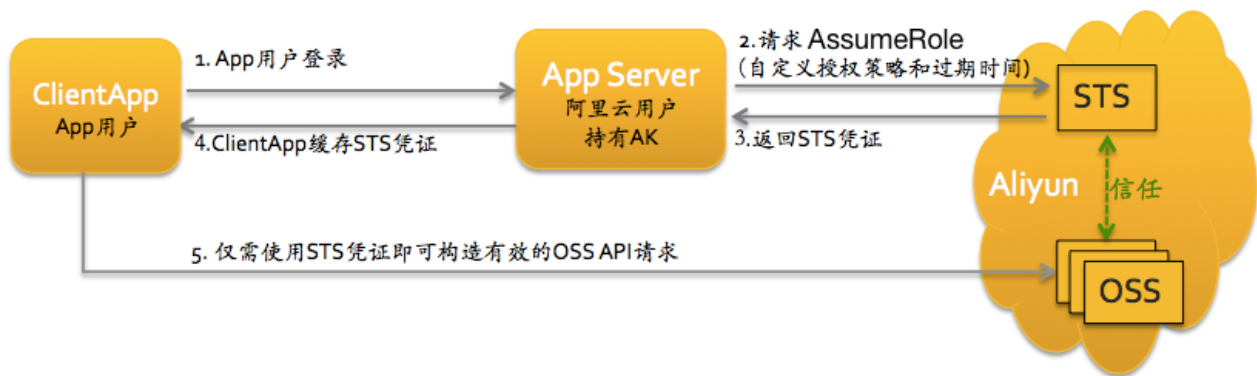 ClientApp
App用户
1. App用户登录
4.ClientApp缓存STS凭证
App Server
阿里云用户
持有AK
2.请求 AssumeRole
(自定义授权策略和过期时间)
3.返回STS凭证
STS
Aliyun
信任
OSS
5. 仅需使用STS凭证即可构造有效的OSS API请求